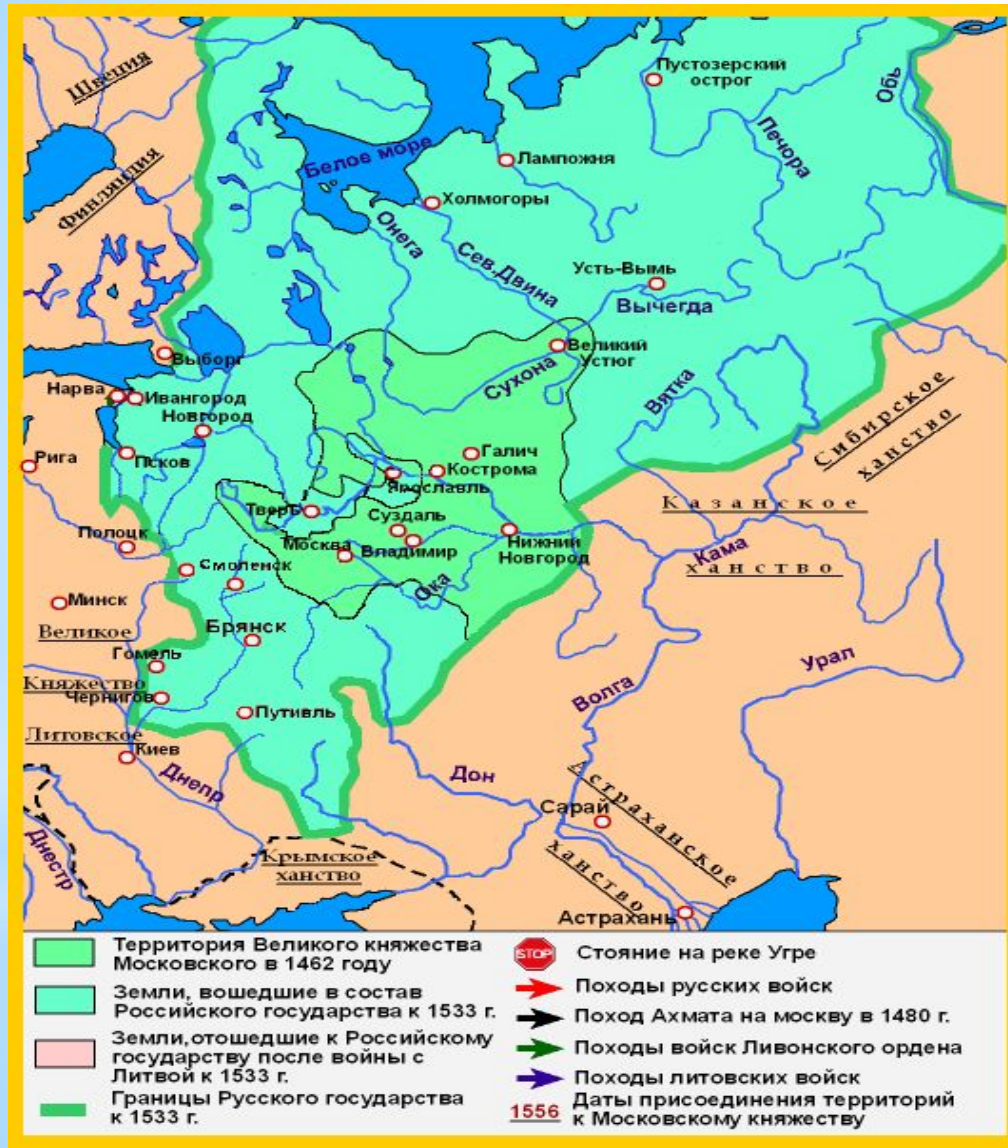 Швеция
Финляндия
Белое море
Пустозерский
острог
Обь
Печора
Лампожня
Холмогоры
Онега
Сев.Двина
Усть-Вымь
Вычегда
Великий
Устюг
Сухона
Выборг
Нарва
Ивангород
Новгород
Вятка
Сибирское
ханство
Рига
Псков
Галич
Кострома
Ярославль
Тверь
Суздаль
Казанское
Полоцк
Москва
Владимир
Нижний
Новгород
Кама
ханство
Смоленск
Ока
Минск
Великое
Брянск
Гомель
Урал
Княжество
Чернигов
Волга
Путивль
Литовское
Киев
Днепр
Дон
Астраханское
Сарай
Днестр
Крымское
ханство
ханство
Астрахань
Территория Великого княжества
Московского в 1462 году
Земли, вошедшие в состав
Российского государства к 1533 г.
Земли,отошедшие к Российскому
государству после войны с
Литвой к 1533 г.
Границы Русского государства
к 1533 г.
STOP Стояние на реке Угре
Походы русских войск
Поход Ахмата на москву в 1480 г.
Походы войск Ливонского ордена
Походы литовских войск
1556 Даты присоединения территорий
к Московскому княжеству